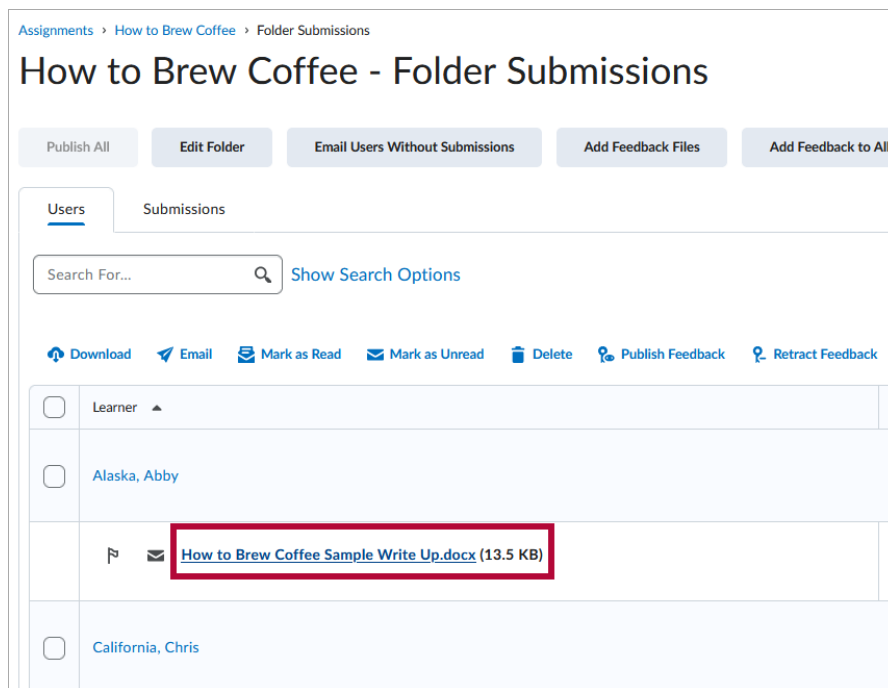 Assignments › How to Brew Coffee › Folder Submissions
How to Brew Coffee - Folder Submissions
Publish All Edit Folder Email Users Without Submissions Add Feedback Files Add Feedback to All
Users Submissions
Search For... Show Search Options
Download Email Mark as Read Mark as Unread Delete Publish Feedback Retract Feedback
Learner
Alaska, Abby
How to Brew Coffee Sample Write Up.docx (13.5 KB)
California, Chris